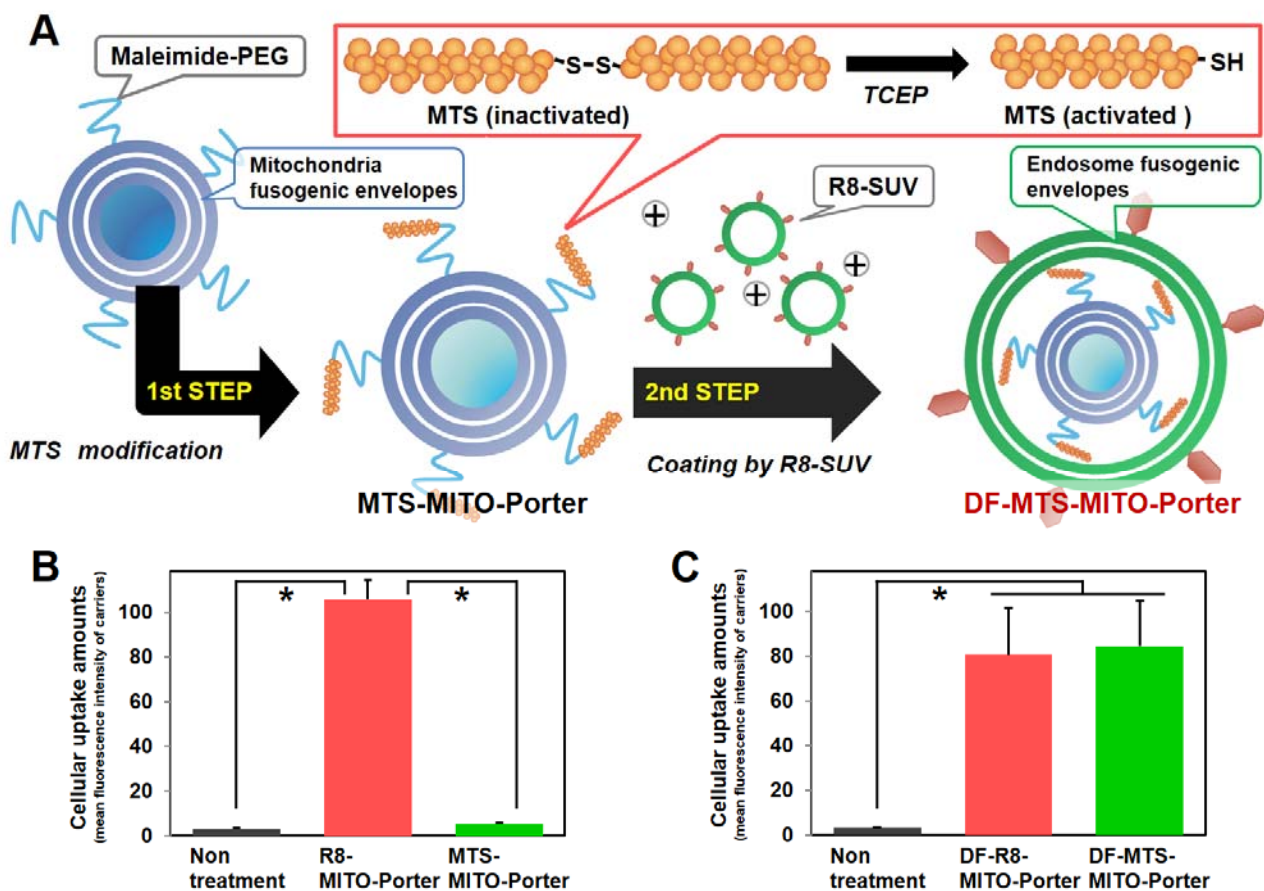 A
Maleimide-PEG
Mitochondria
fusogenic envelopes
S-S
MTS (inactivated)
TCEP
SH
MTS (activated )
R8-SUV
Endosome fusogenic
envelopes
+
+
+
1st STEP
MTS modification
MTS-MITO-Porter
2nd STEP
Coating by R8-SUV
DF-MTS-MITO-Porter
B
Cellular uptake amounts
(mean fluorescence intensity of carriers)
100
80
60
40
20
0
*
*
Non
treatment
R8-
MITO-Porter
MTS-
MITO-Porter
C
Cellular uptake amounts
(mean fluorescence intensity of carriers)
100
80
60
40
20
0
*
Non
treatment
DF-R8-
MITO-Porter
DF-MTS-
MITO-Porter